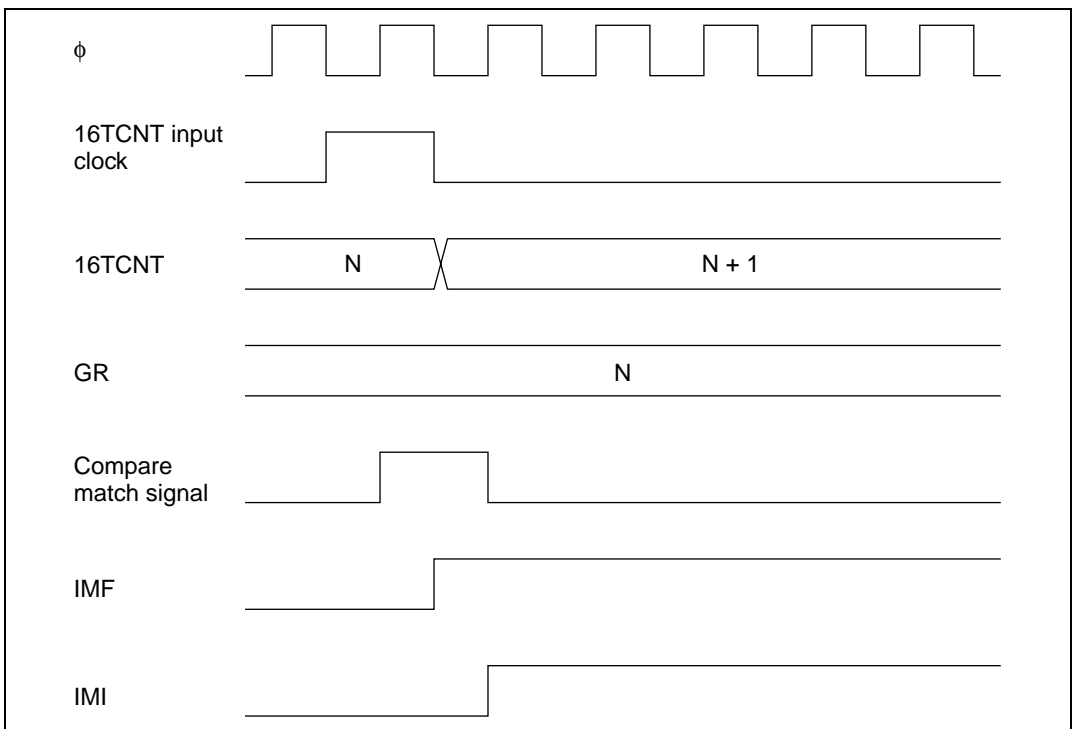 ϕ
16TCNT input
clock
16TCNT
N
N + 1
GR
N
Compare
match signal
IMF
IMI